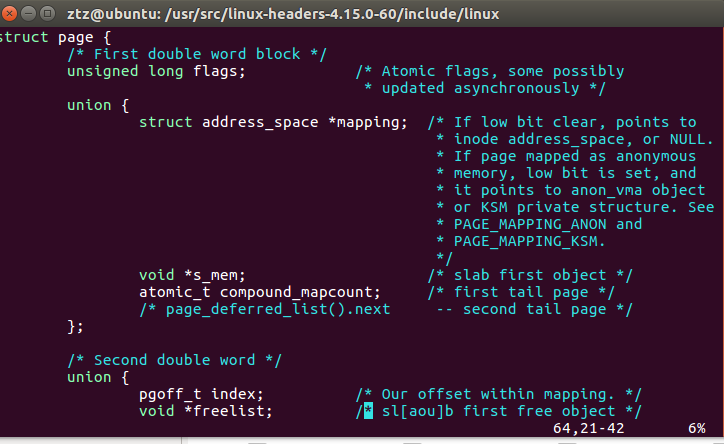 ztz@ubuntu: /usr/src/linux-headers-4.15.0-60/include/linux
struct page {
/* First double word block */
unsigned long flags; /* Atomic flags, some possibly
* updated asynchronously */
union {
struct address_space *mapping; /* If low bit clear, points to
* inode address_space, or NULL.
* If page mapped as anonymous
* memory, low bit is set, and
* it points to anon_vma object
* or KSM private structure. See
* PAGE_MAPPING_ANON and
* PAGE_MAPPING_KSM.
*/
void *s_mem; /* slab first object */
atomic_t compound_mapcount; /* first tail page */
/* page_deferred_list().next -- second tail page */
};
/* Second double word */
union {
pgoff_t index; /* Our offset within mapping. */
void *freelist; /* sl[aou]b first free object */
64,21-42 6%